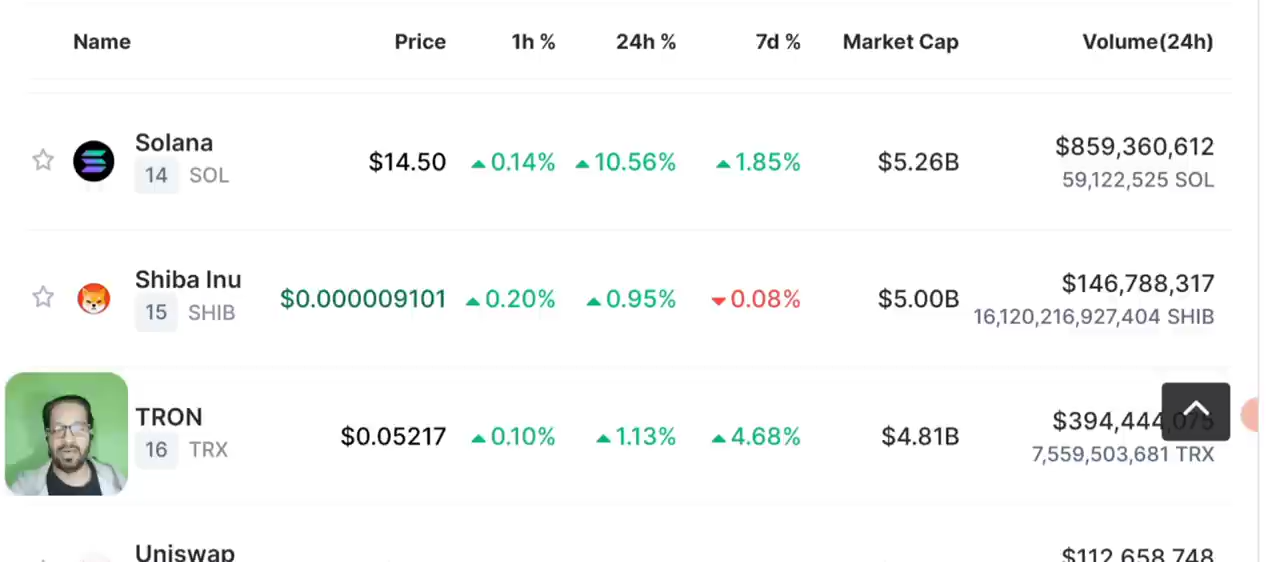 Name Price 1h % 24h % 7d % Market Cap Volume(24h)
Solana
14 SOL
$14.50 0.14% 10.56% 1.85% $5.26B
$859,360,612
59,122,525 SOL
Shiba Inu
15 SHIB
$0.000009101 0.20% 0.95% 0.08% $5.00B
$146,788,317
16,120,216,927,404 SHIB
TRON
16 TRX
$0.05217 0.10% 1.13% 4.68% $4.81B
$394,444,075
7,559,503,681 TRX
Uniswap
$112,658,748